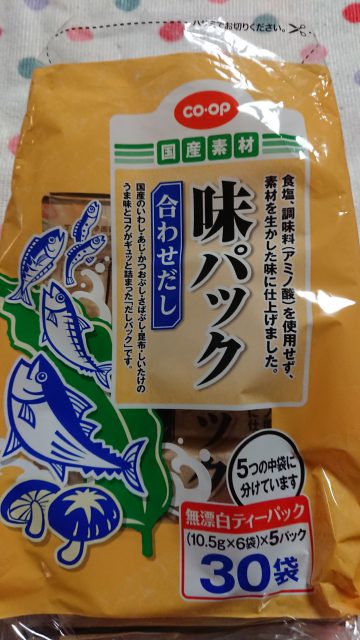 ハサミでお切りください。
co・op
国産素材
食塩、調味料(アミノ酸)を使用せず、
素材を生かした味に仕上げました。
味パック
合わせだし
国産のいわし・あじ・かつおぶし・さばぶし・昆布・しいたけの
うま味とコクがギュッと詰まった「だしパック」です。
5つの中袋に
分けています
無漂白ティーパック
(10.5g×6袋)×5パック
30袋